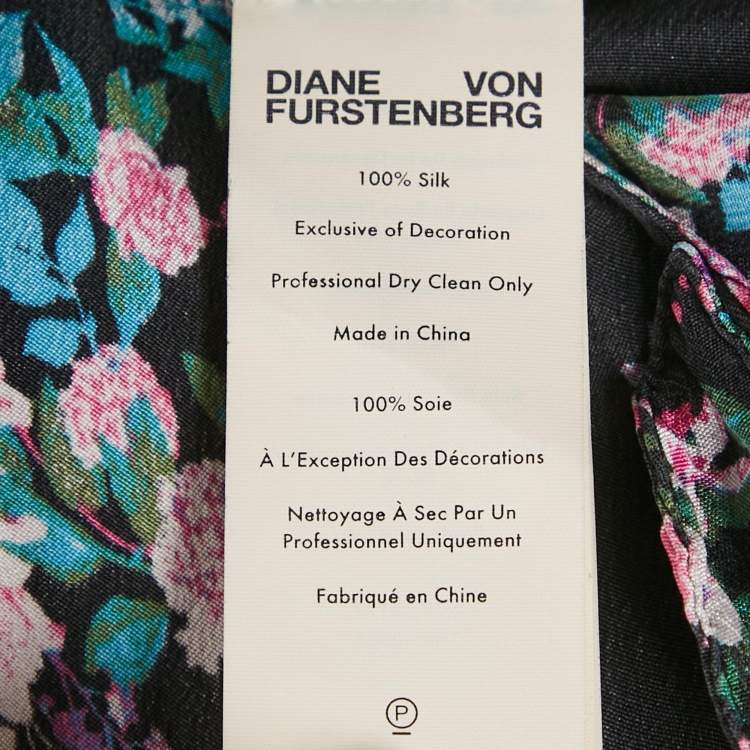 DIANE VON
FURSTENBERG
100% Silk
Exclusive of Decoration
Professional Dry Clean Only
Made in China
100% Soie
À L'Exception Des Décorations
Nettoyage À Sec Par Un
Professionnel Uniquement
Fabriqué en Chine
P